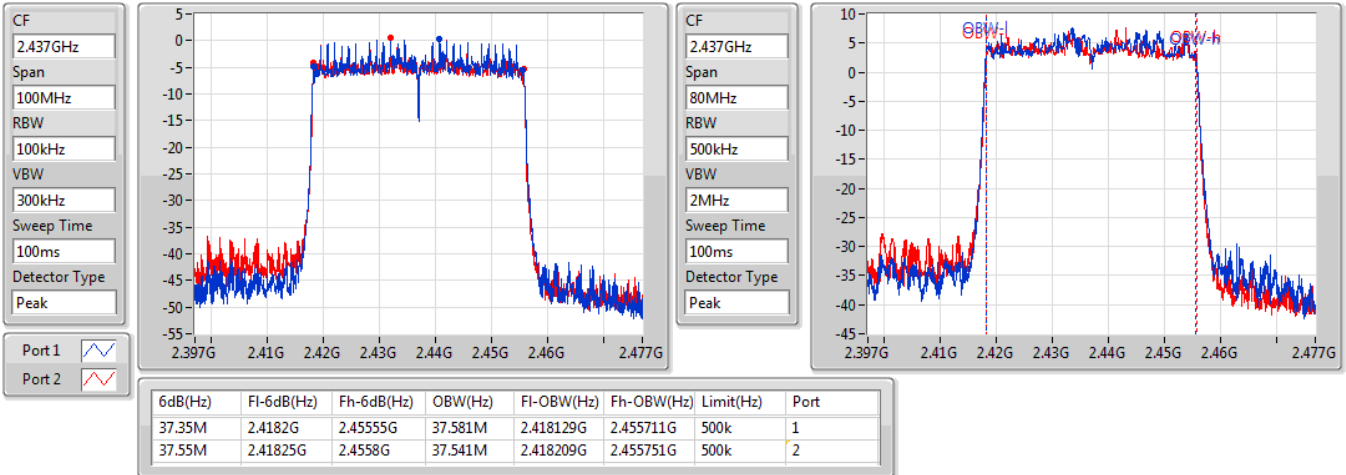 CF
2.437GHz
Span
100MHz
RBW
100kHz
VBW
300kHz
Sweep Time
100ms
Detector Type
Peak
Port 1
Port 2
5
0
-5
-10
-15
-20
-25
-30
-35
-40
-45
-50
-55
2.397G 2.41G 2.42G 2.43G 2.44G 2.45G 2.46G 2.477G
CF
2.437GHz
Span
80MHz
RBW
500kHz
VBW
2MHz
Sweep Time
100ms
Detector Type
Peak
10
5
0
-5
-10
-15
-20
-25
-30
-35
-40
-45
OBW-l
OBW-h
2.397G 2.41G 2.42G 2.43G 2.44G 2.45G 2.46G 2.477G
6dB(Hz) Fl-6dB(Hz) Fh-6dB(Hz) OBW(Hz) Fl-OBW(Hz) Fh-OBW(Hz) Limit(Hz) Port
37.35M 2.4182G 2.45555G 37.581M 2.418129G 2.455711G 500k 1
37.55M 2.41825G 2.4558G 37.541M 2.418209G 2.455751G 500k 2